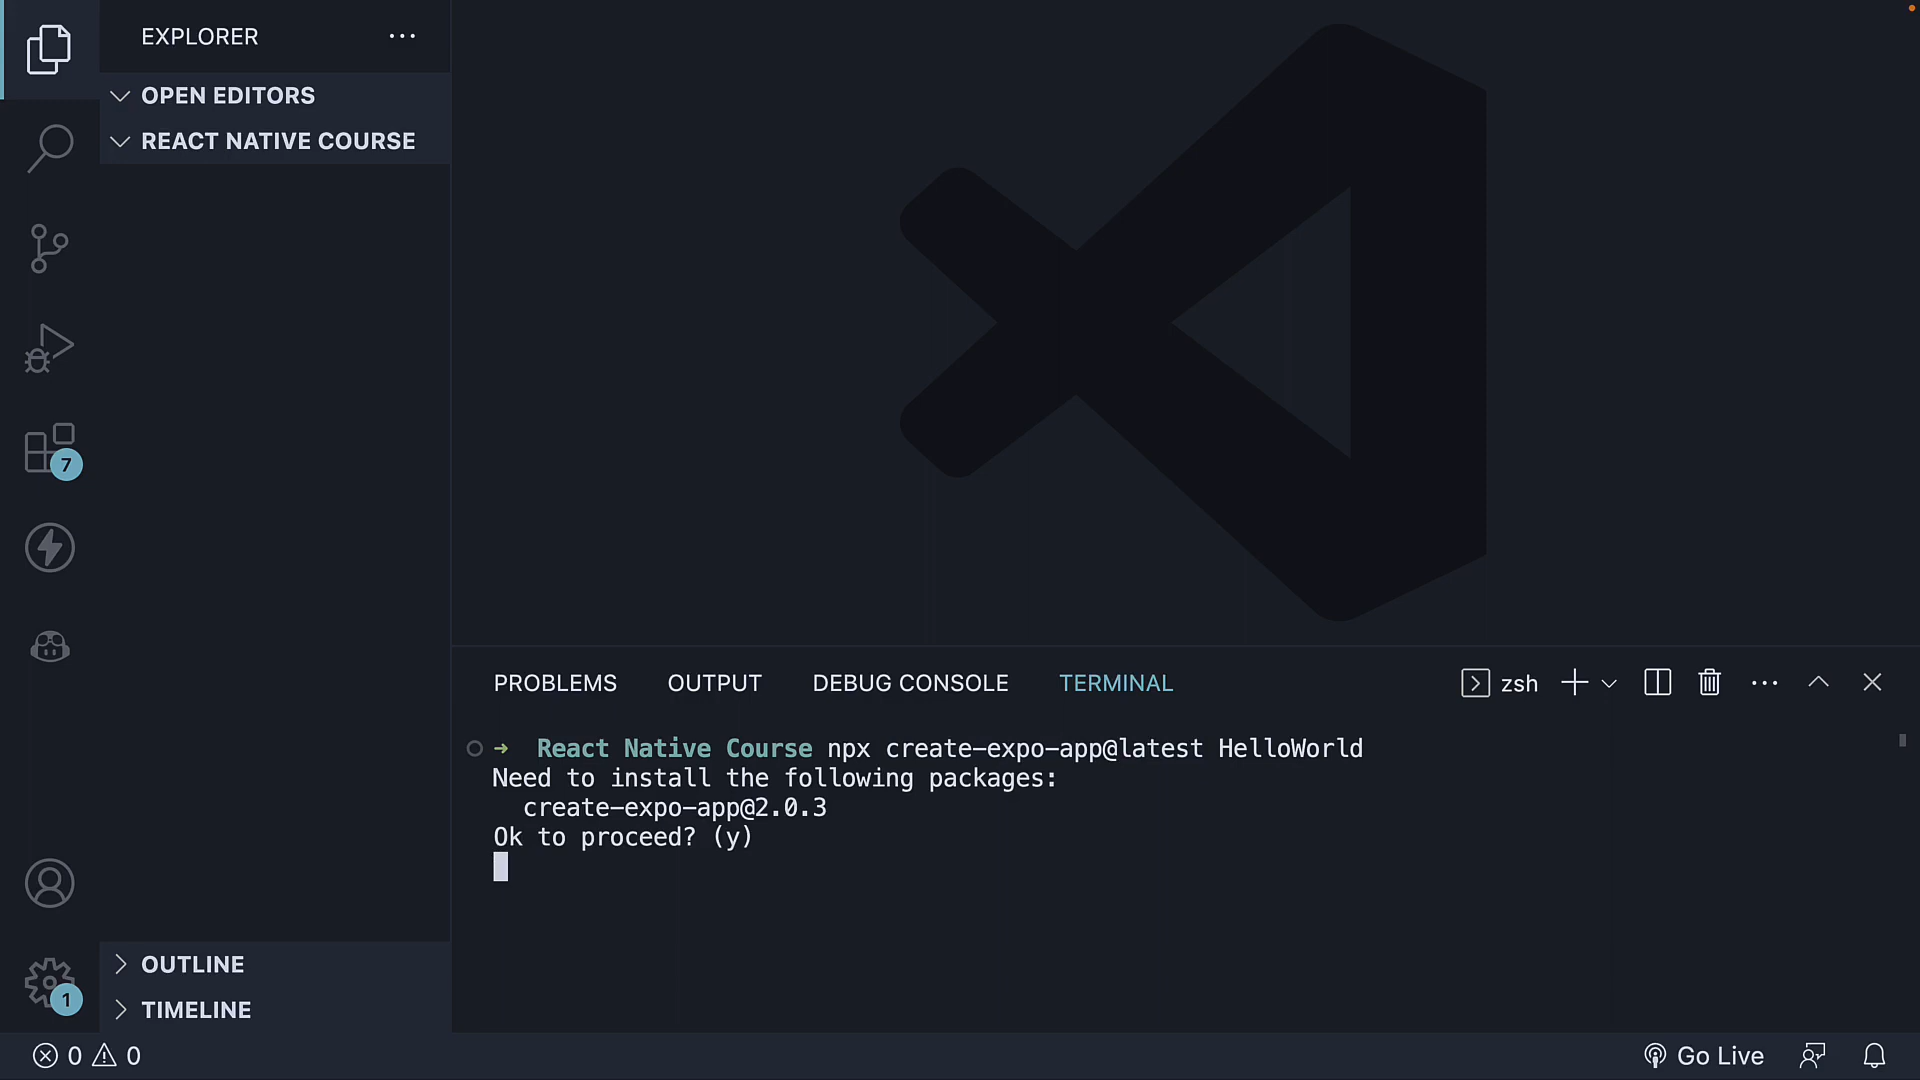 EXPLORER
OPEN EDITORS
REACT NATIVE COURSE
7
1
OUTLINE
TIMELINE
PROBLEMS OUTPUT DEBUG CONSOLE TERMINAL zsh
➜ React Native Course npx create-expo-app@latest HelloWorld
Need to install the following packages:
create-expo-app@2.0.3
Ok to proceed? (y)
0 0 Go Live